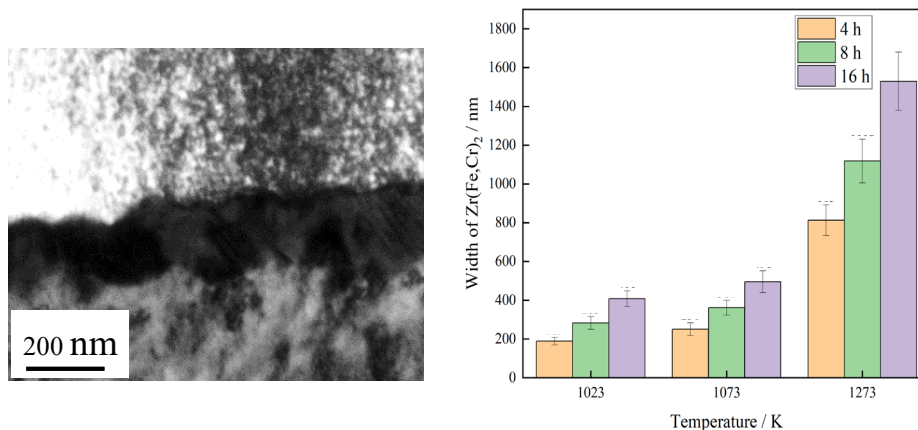 200 nm
Width of Zr(Fe,Cr)2 / nm
1800
1600
1400
1200
1000
800
600
400
200
0
4 h
8 h
16 h
1023
1073
1273
Temperature / K